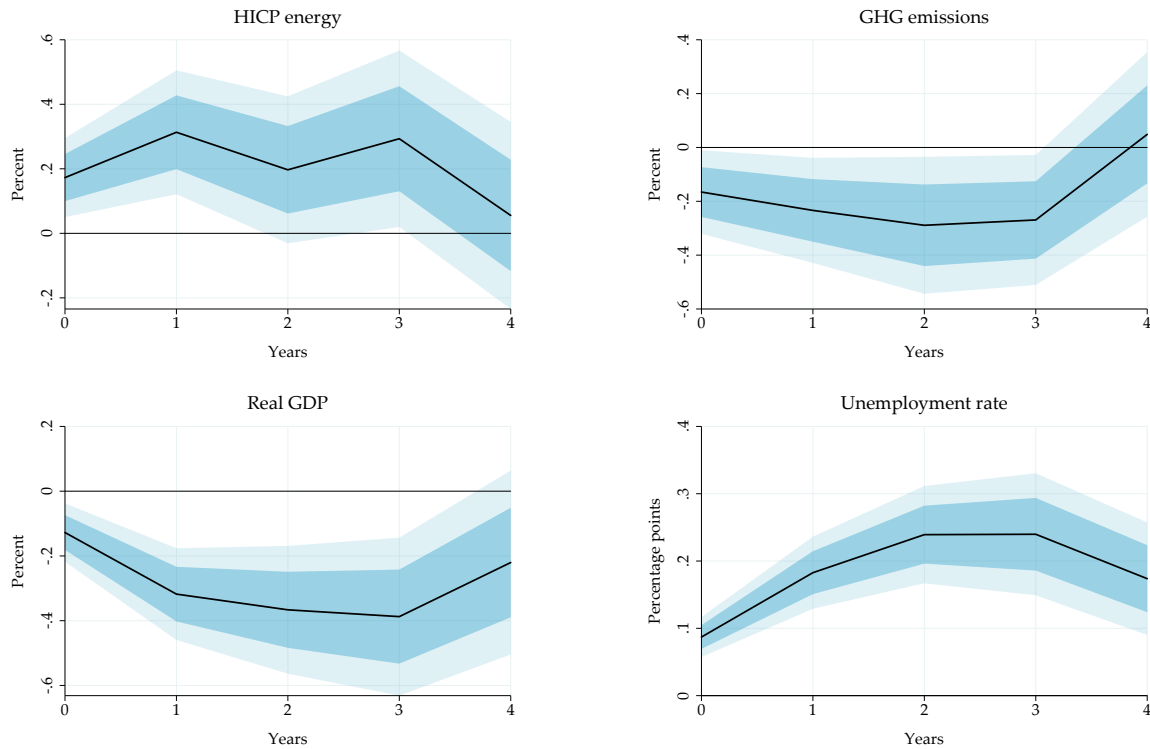 HICP energy
.6
.4
.2
0
-.2
Percent
0 1 2 3 4
Years
GHG emissions
.4
.2
0
-.2
-.4
-.6
Percent
0 1 2 3 4
Years
Real GDP
.2
0
-.2
-.4
-.6
Percent
0 1 2 3 4
Years
Unemployment rate
.4
.3
.2
.1
0
Percentage points
0 1 2 3 4
Years